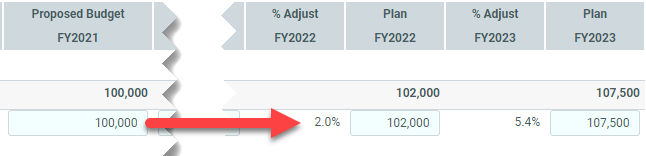 Proposed Budget % Adjust Plan % Adjust Plan
FY2021 FY2022 FY2022 FY2023 FY2023
100,000 102,000 107,500
100,000 2.0% 102,000 5.4% 107,500